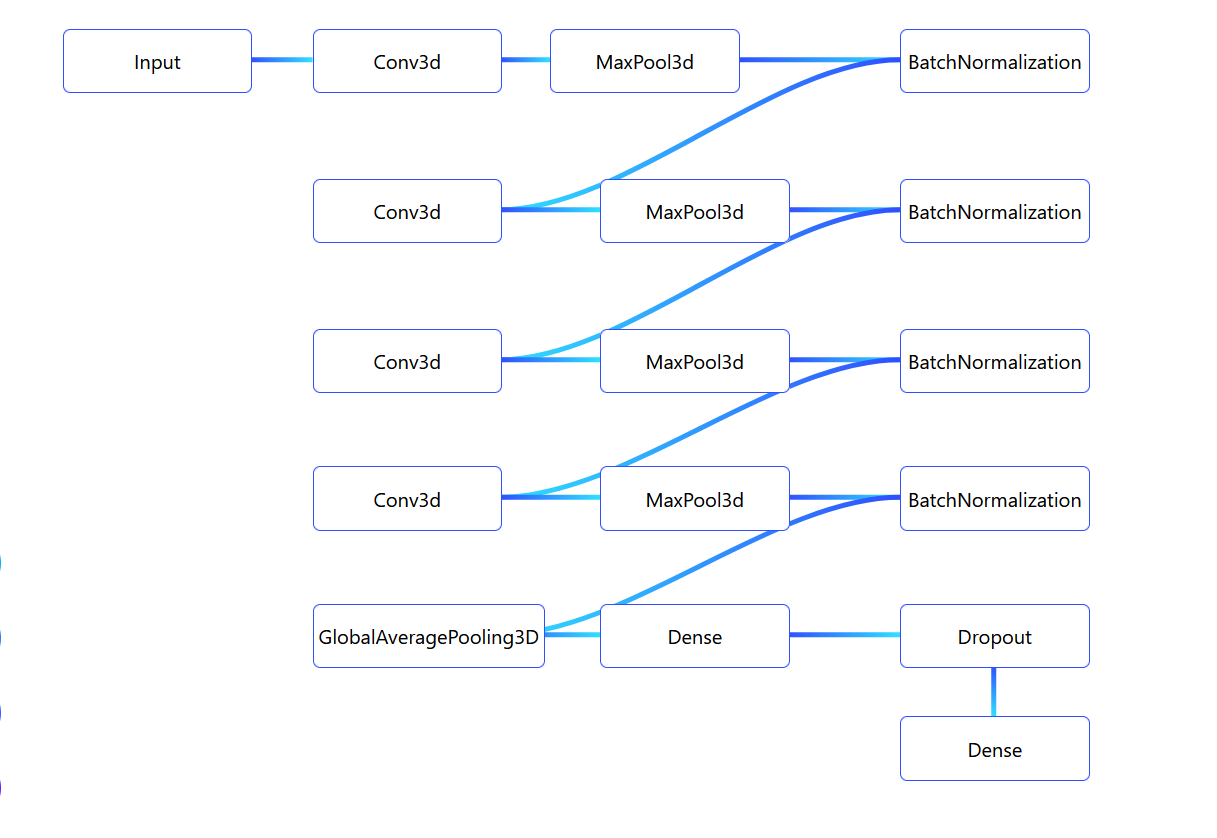 Input
Conv3d
MaxPool3d
BatchNormalization
Conv3d
MaxPool3d
BatchNormalization
Conv3d
MaxPool3d
BatchNormalization
Conv3d
MaxPool3d
BatchNormalization
GlobalAveragePooling3D
Dense
Dropout
Dense